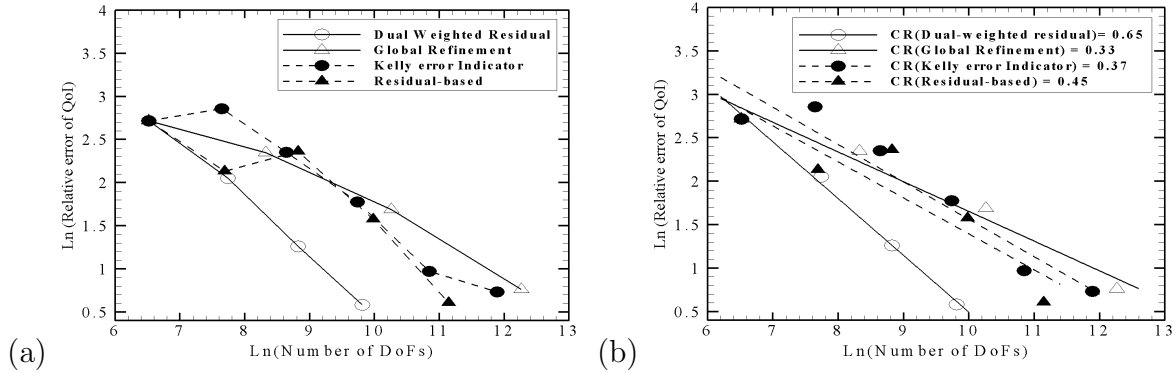 4
3.5
3
2.5
2
1.5
1
0.5
Ln(Relative error of QoI)
Dual Weighted Residual
Global Refinement
Kelly error Indicator
Residual-based
6 7 8 9 10 11 12 13
Ln(Number of DoFs)
(a)
4
3.5
3
2.5
2
1.5
1
0.5
Ln(Relative error of QoI)
CR(Dual-weighted residual)= 0.65
CR(Global Refinement) = 0.33
CR(Kelly error Indicator) = 0.37
CR(Residual-based) = 0.45
6 7 8 9 10 11 12 13
Ln(Number of DoFs)
(b)